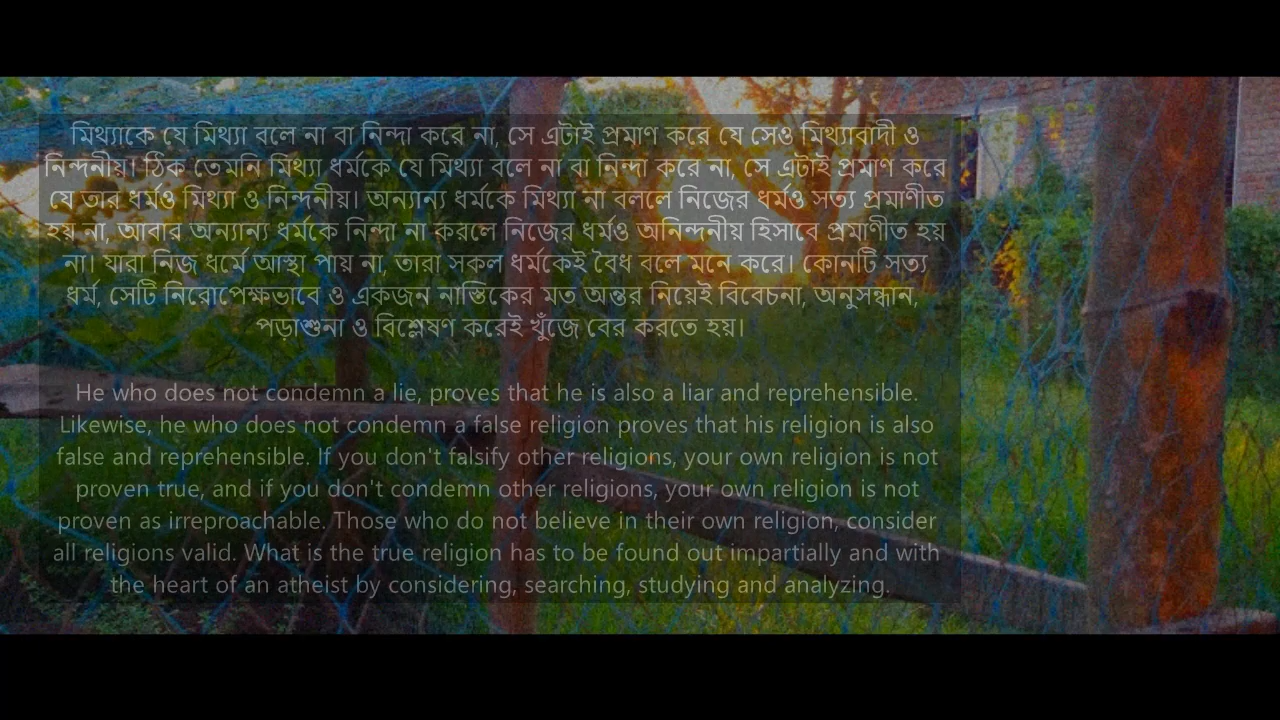 মিথ্যাকে যে মিথ্যা বলে না বা নিন্দা করে না, সে এটাই প্রমাণ করে যে সেও মিথ্যাবাদী ও
নিন্দনীয়। ঠিক তেমনি মিথ্যা ধর্মকে যে মিথ্যা বলে না বা নিন্দা করে না, সে এটাই প্রমাণ করে
যে তার ধর্মও মিথ্যা ও নিন্দনীয়। অন্যান্য ধর্মকে মিথ্যা না বললে নিজের ধর্মও সত্য প্রমাণীত
হয় না, আবার অন্যান্য ধর্মকে নিন্দা না করলে নিজের ধর্মও অনিন্দনীয় হিসাবে প্রমাণীত হয়
না। যারা নিজ ধর্মে আস্থা পায় না, তারা সকল ধর্মকেই বৈধ বলে মনে করে। কোনটি সত্য
ধর্ম, সেটি নিরোপেক্ষভাবে ও একজন নাস্তিকের মত অন্তর নিয়েই বিবেচনা, অনুসন্ধান,
পড়াশুনা ও বিশ্লেষণ করেই খুঁজে বের করতে হয়।
He who does not condemn a lie, proves that he is also a liar and reprehensible.
Likewise, he who does not condemn a false religion proves that his religion is also
false and reprehensible. If you don't falsify other religions, your own religion is not
proven true, and if you don't condemn other religions, your own religion is not
proven as irreproachable. Those who do not believe in their own religion, consider
all religions valid. What is the true religion has to be found out impartially and with
the heart of an atheist by considering, searching, studying and analyzing.